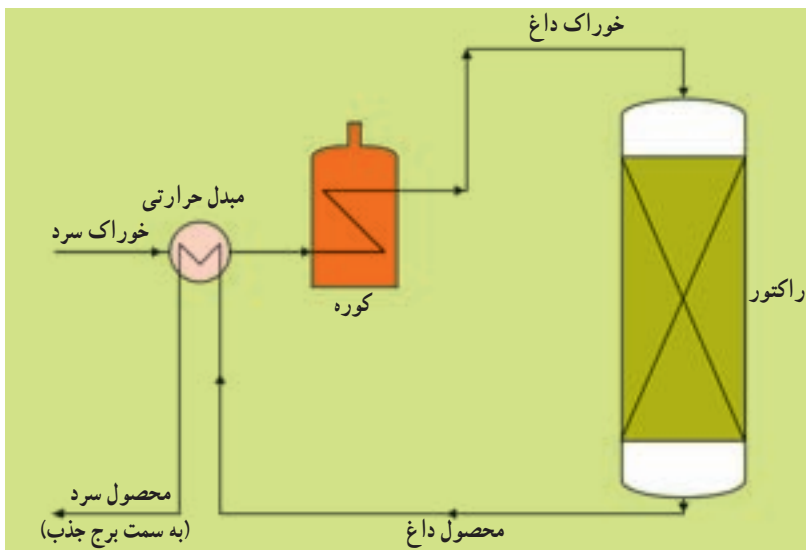 خوراک داغ
مبدل حرارتی
خوراک سرد
کوره
راکتور
محصول سرد
(به سمت برج جذب)
محصول داغ